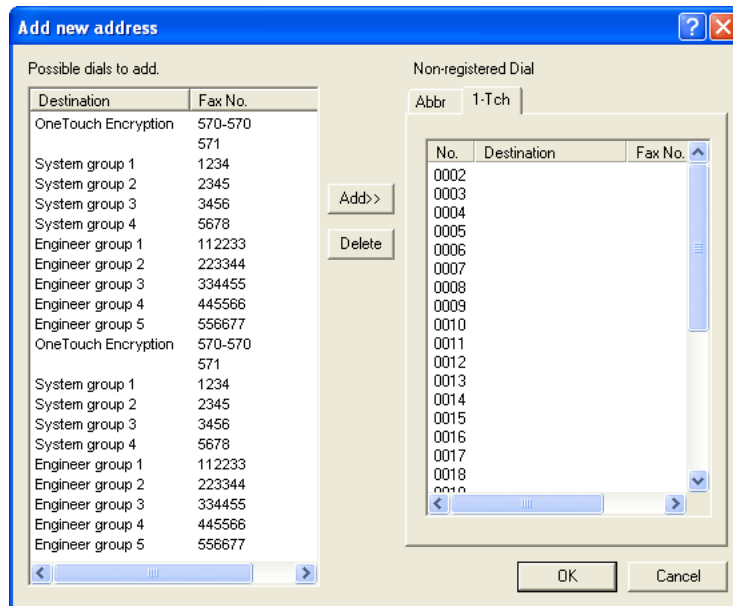 Add new address
Possible dials to add.
Destination Fax No.
OneTouch Encryption 570-570
571
System group 1 1234
System group 2 2345
System group 3 3456
System group 4 5678
Engineer group 1 112233
Engineer group 2 223344
Engineer group 3 334455
Engineer group 4 445566
Engineer group 5 556677
OneTouch Encryption 570-570
571
System group 1 1234
System group 2 2345
System group 3 3456
System group 4 5678
Engineer group 1 112233
Engineer group 2 223344
Engineer group 3 334455
Engineer group 4 445566
Engineer group 5 556677
Add>>
Delete
Non-registered Dial
Abbr 1-Tch
No. Destination Fax No.
0002
0003
0004
0005
0006
0007
0008
0009
0010
0011
0012
0013
0014
0015
0016
0017
0018
0019
OK Cancel